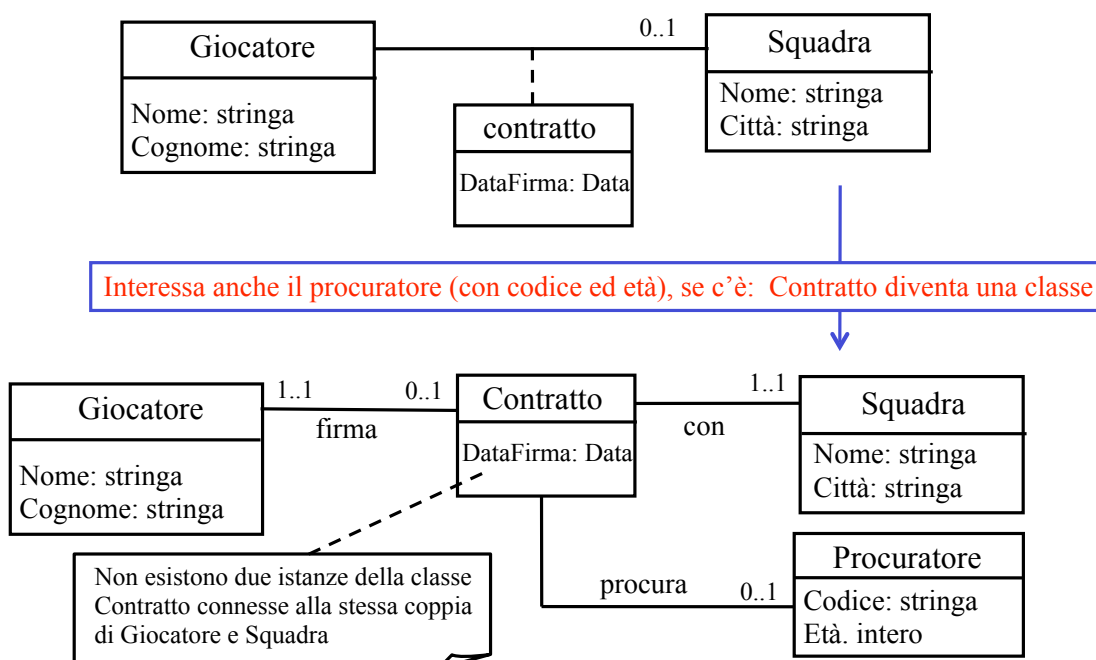 Giocatore
Nome: stringa
Cognome: stringa
0..1
Squadra
Nome: stringa
Città: stringa
contratto
DataFirma: Data
Interessa anche il procuratore (con codice ed età), se c’è: Contratto diventa una classe
Giocatore
Nome: stringa
Cognome: stringa
1..1
0..1
firma
Contratto
DataFirma: Data
1..1
con
Squadra
Nome: stringa
Città: stringa
Non esistono due istanze della classe
Contratto connesse alla stessa coppia
di Giocatore e Squadra
procura
0..1
Procuratore
Codice: stringa
Età. intero